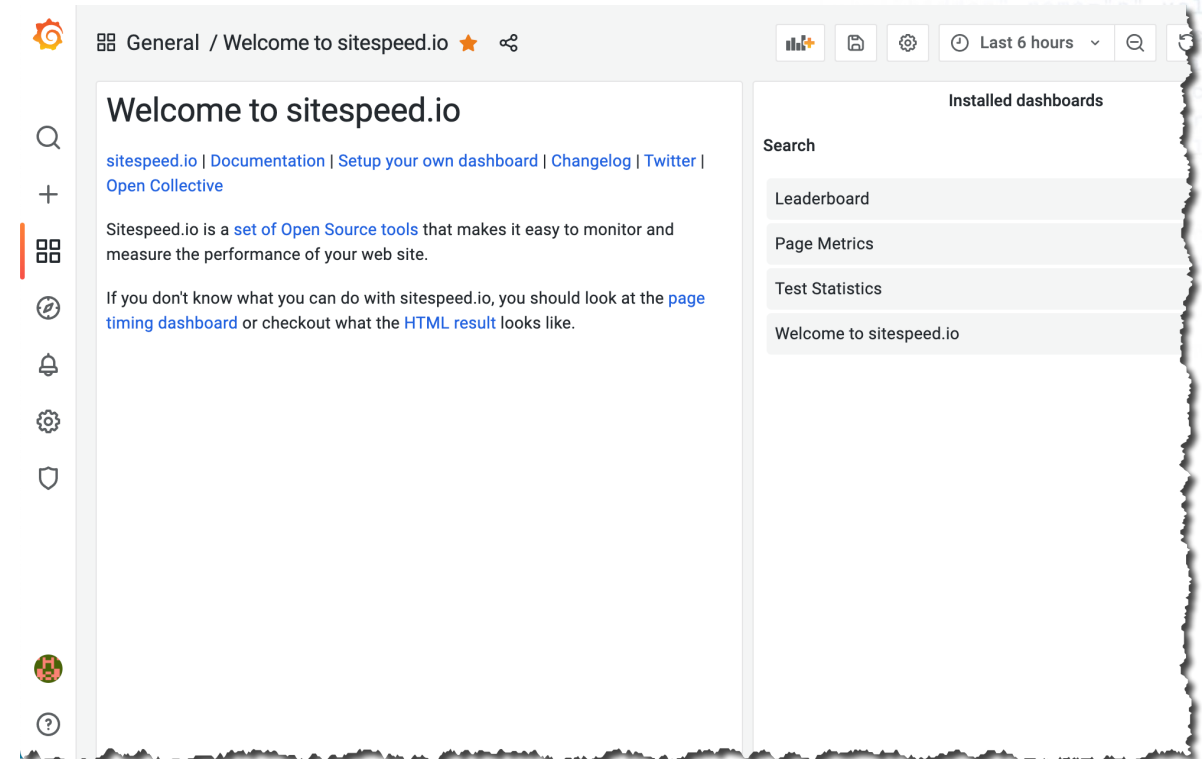 General / Welcome to sitespeed.io
Last 6 hours
Welcome to sitespeed.io
sitespeed.io | Documentation | Setup your own dashboard | Changelog | Twitter |
Open Collective
Sitespeed.io is a set of Open Source tools that makes it easy to monitor and
measure the performance of your web site.
If you don't know what you can do with sitespeed.io, you should look at the page
timing dashboard or checkout what the HTML result looks like.
Installed dashboards
Search
Leaderboard
Page Metrics
Test Statistics
Welcome to sitespeed.io